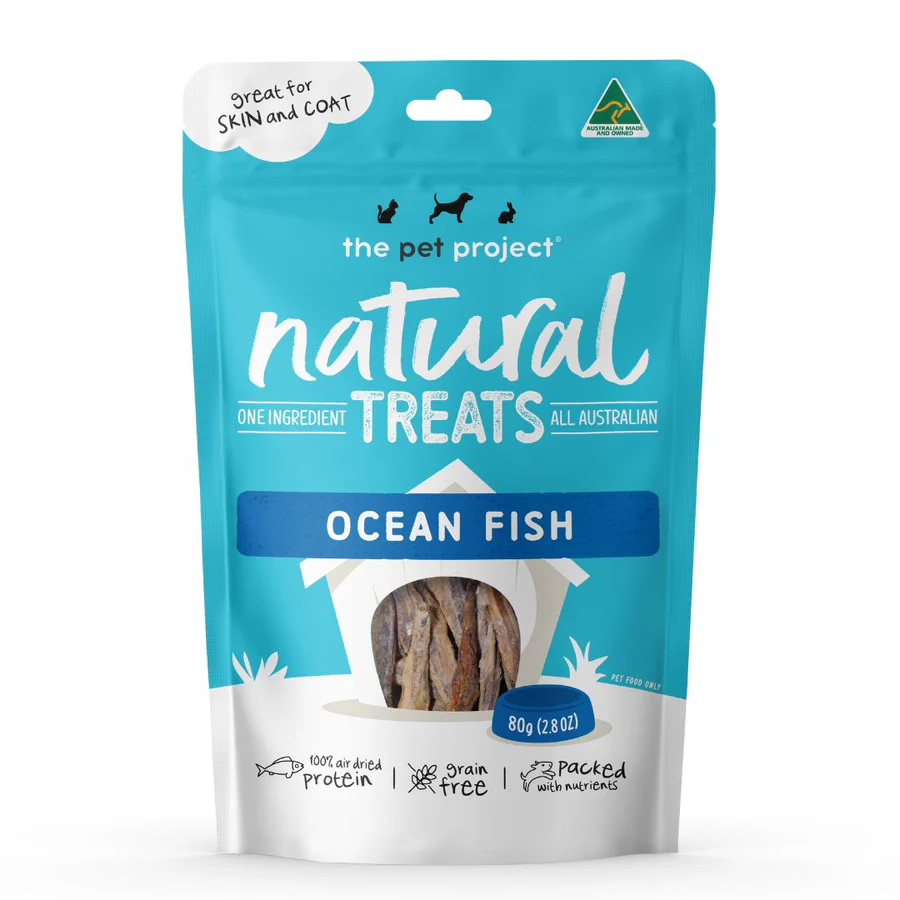 great for
SKIN and COAT
AUSTRALIAN MADE
AND OWNED
the pet project®
natural
ONE INGREDIENT TREATS ALL AUSTRALIAN
OCEAN FISH
PET FOOD ONLY
80g (2.8 OZ)
100% air dried
protein
grain
free
packed
with nutrients